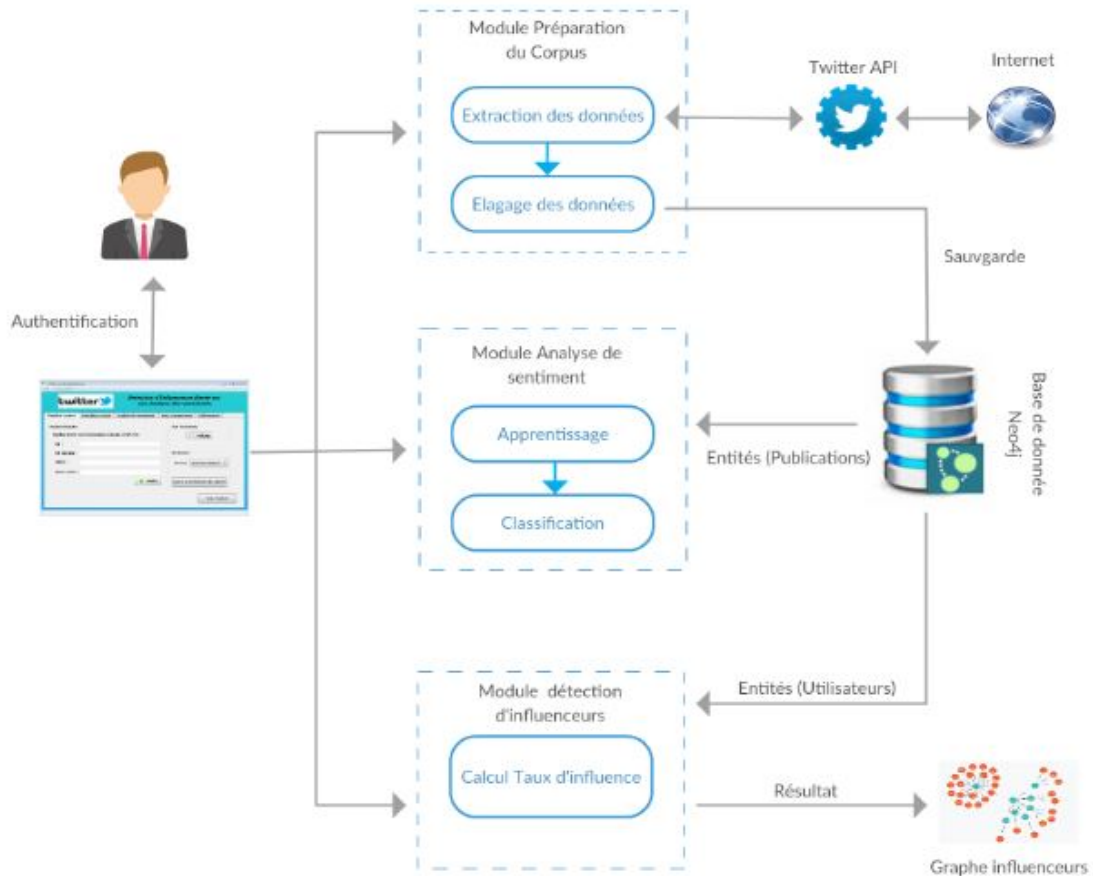 Module Préparation
du Corpus
Extraction des données
Elagage des données
Twitter API
Internet
Sauvgarde
Authentification
twitter
Module Analyse de
sentiment
Apprentissage
Classification
Entités (Publications)
Base de donnée
Neo4j
Module détection
d'influenceurs
Calcul Taux d'influence
Entités (Utilisateurs)
Résultat
Graphe influenceurs